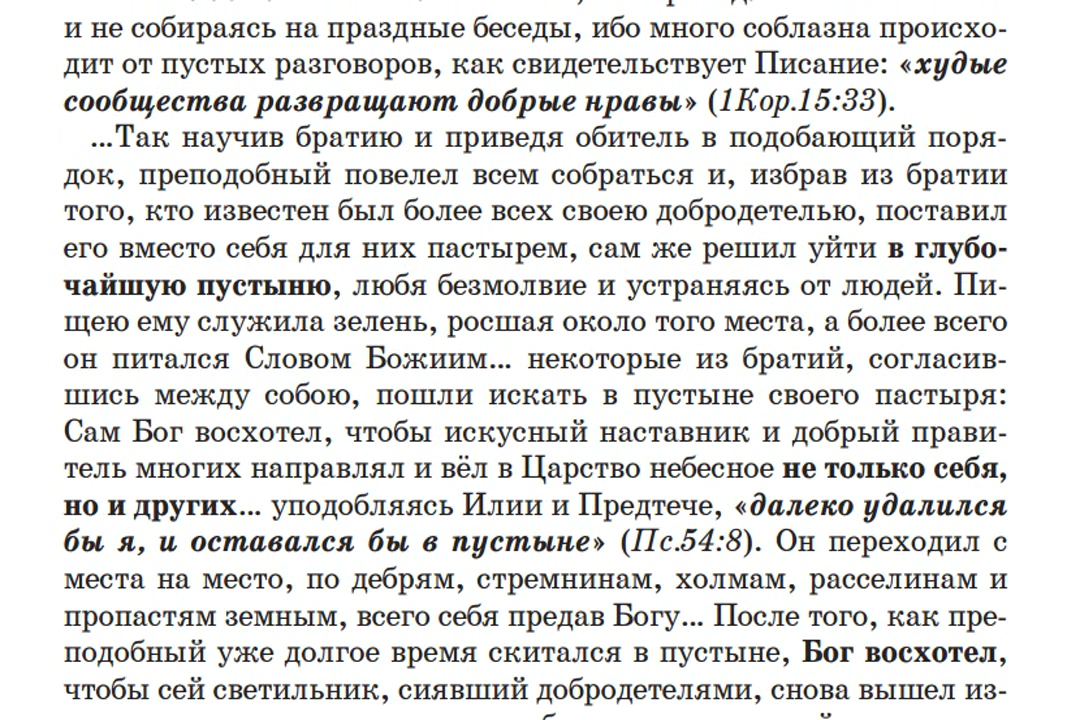 и не собираясь на праздные беседы, ибо много соблазна происхо-
дит от пустых разговоров, как свидетельствует Писание: «худые
сообщества развращают добрые нравы» (1Кор.15:33).
...Так научив братию и приведя обитель в подобающий поря-
док, преподобный повелел всем собраться и, избрав из братии
того, кто известен был более всех своею добродетелью, поставил
его вместо себя для них пастырем, сам же решил уйти в глубо-
чайшую пустыню, любя безмолвие и устраняясь от людей. Пи-
щею ему служила зелень, росшая около того места, а более всего
он питался Словом Божиим... некоторые из братий, согласив-
шись между собою, пошли искать в пустыне своего пастыря:
Сам Бог восхотел, чтобы искусный наставник и добрый прави-
тель многих направлял и вёл в Царство небесное не только себя,
но и других... уподобляясь Илии и Предтече, «далеко удалился
бы я, и оставался бы в пустыне» (Пс.54:8). Он переходил с
места на место, по дебрям, стремнинам, холмам, расселинам и
пропастям земным, всего себя предав Богу... После того, как пре-
подобный уже долгое время скитался в пустыне, Бог восхотел,
чтобы сей светильник, сиявший добродетелями, снова вышел из-